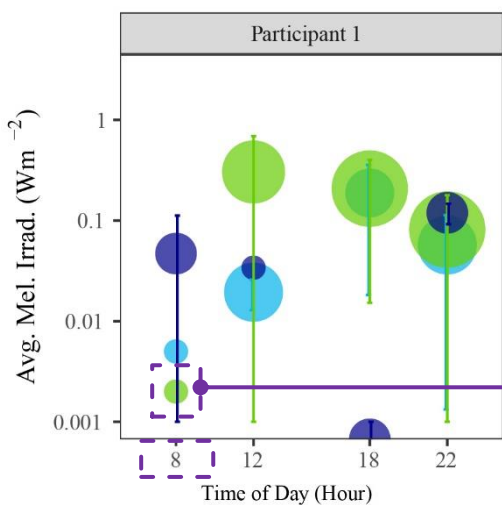 Participant 1
Avg. Mel. Irrad. (Wm⁻²)
1
0.1
0.01
0.001
8 12 18 22
Time of Day (Hour)